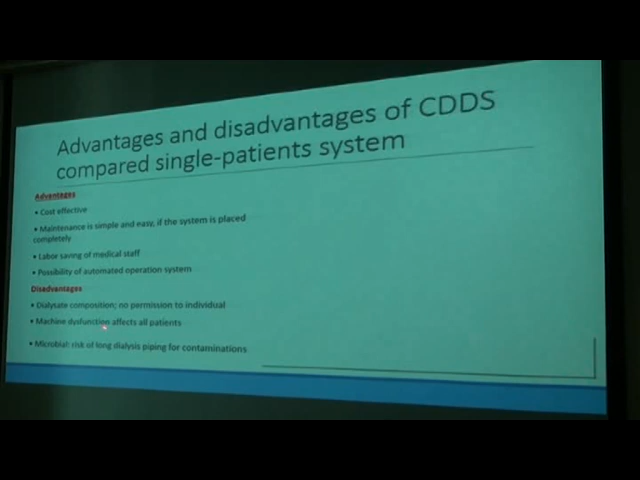 Advantages and disadvantages of CDDS
compared single-patients system
Advantages
• Cost effective
• Maintenance is simple and easy, if the system is placed
completely
• Labor saving of medical staff
• Possibility of automated operation system
Disadvantages
• Dialysate composition; no permission to individual
• Machine dysfunction affects all patients
• Microbial: risk of long dialysis piping for contaminations